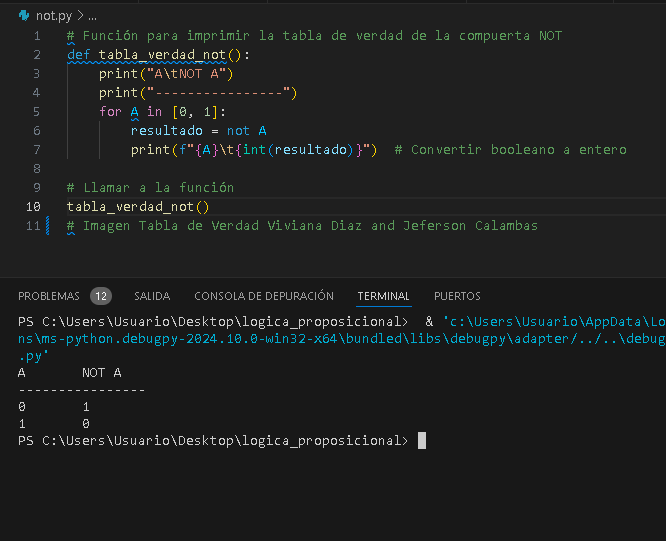 not.py > ...
1 # Función para imprimir la tabla de verdad de la compuerta NOT
2 def tabla_verdad_not():
3 print("A\tNOT A")
4 print("----------------")
5 for A in [0, 1]:
6 resultado = not A
7 print(f"{A}\t{int(resultado)}") # Convertir booleano a entero
8
9 # Llamar a la función
10 tabla_verdad_not()
11 # Imagen Tabla de Verdad Viviana Diaz and Jeferson Calambas
PROBLEMAS 12 SALIDA CONSOLA DE DEPURACIÓN TERMINAL PUERTOS
PS C:\Users\Usuario\Desktop\logica_proposicional> & 'c:\Users\Usuario\AppData\Lo
ns\ms-python.debugpy-2024.10.0-win32-x64\bundled\libs\debugpy\adapter/../..\debug
.py'
A NOT A
----------------
0 1
1 0
PS C:\Users\Usuario\Desktop\logica_proposicional>